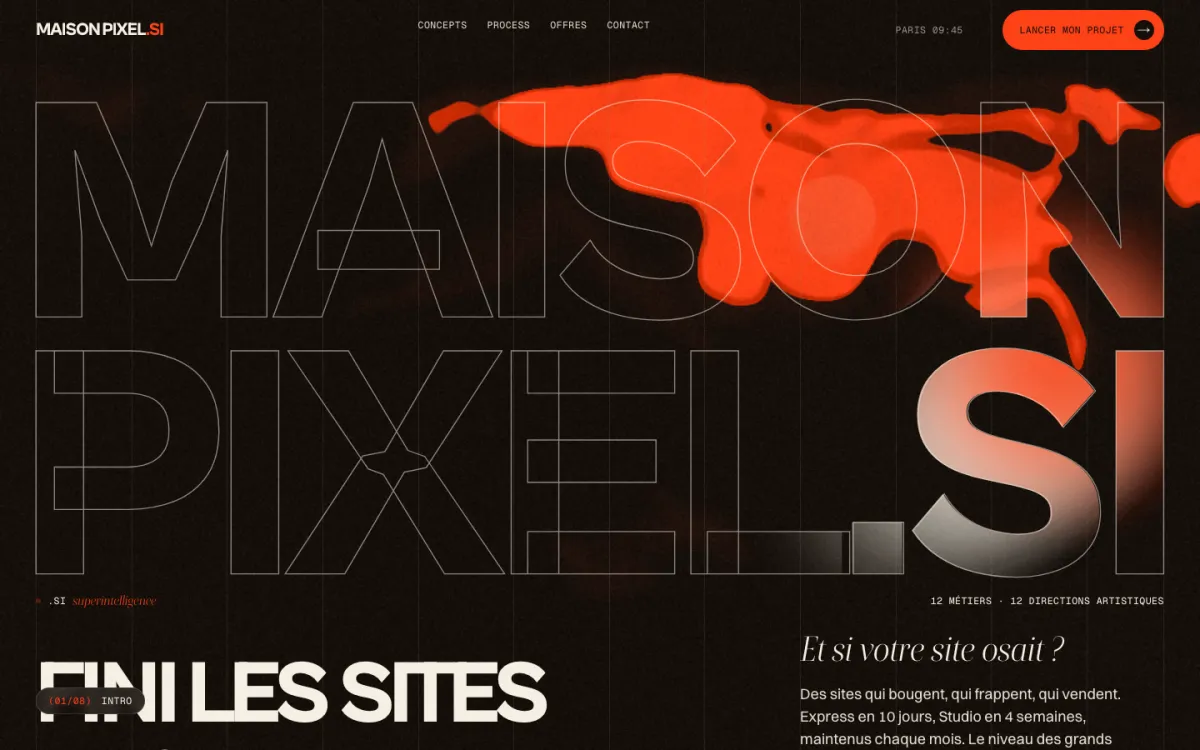 MAISON PIXEL.SI
CONCEPTS PROCESS OFFRES CONTACT
PARIS 09:45
LANCER MON PROJET →
MAISON
PIXEL.SI
.SI superintelligence
12 MÉTIERS · 12 DIRECTIONS ARTISTIQUES
Et si votre site osait ?
FINI LES SITES
(01/08) INTRO
Des sites qui bougent, qui frappent, qui vendent.
Express en 10 jours, Studio en 4 semaines,
maintenus chaque mois. Le niveau des grands